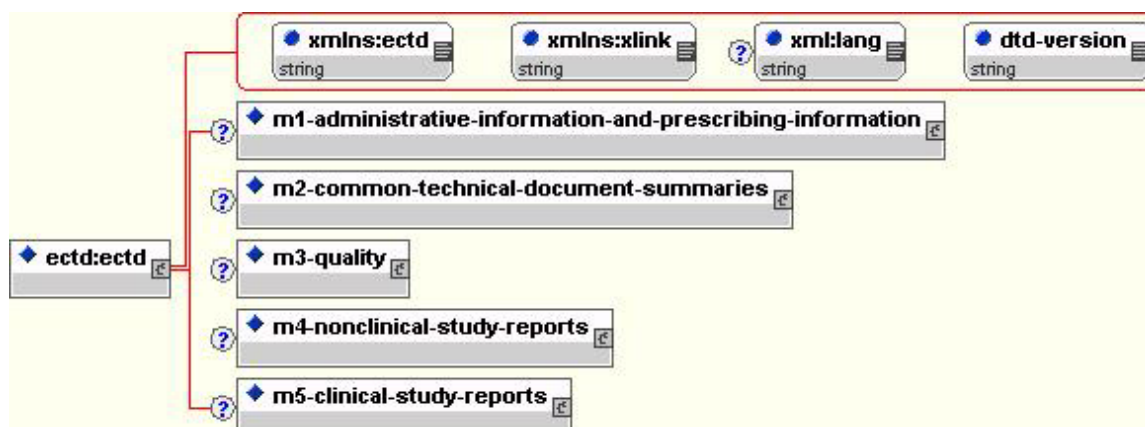 xmlns:ectd xmlns:xlink ? xml:lang dtd-version
string string string string
? m1-administrative-information-and-prescribing-information
? m2-common-technical-document-summaries
ectd:ectd ? m3-quality
? m4-nonclinical-study-reports
? m5-clinical-study-reports